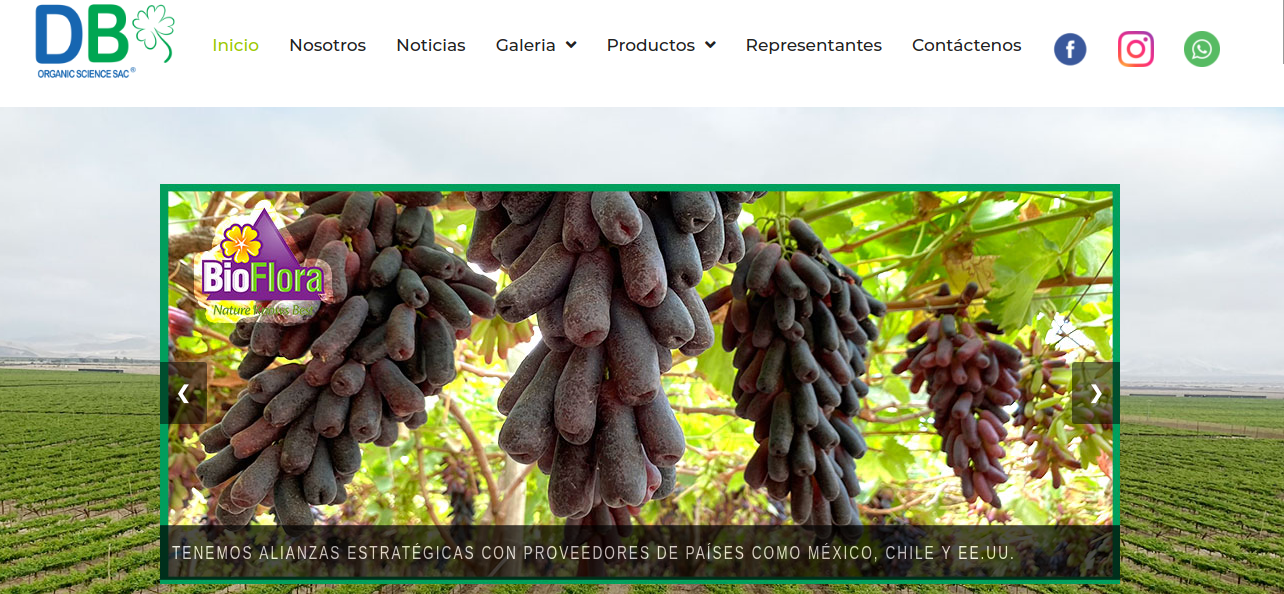 DB
ORGANIC SCIENCE SAC®
Inicio Nosotros Noticias Galeria Productos Representantes Contáctenos
BioFlora
Nature Knows Best
TENEMOS ALIANZAS ESTRATÉGICAS CON PROVEEDORES DE PAÍSES COMO MÉXICO, CHILE Y EE.UU.